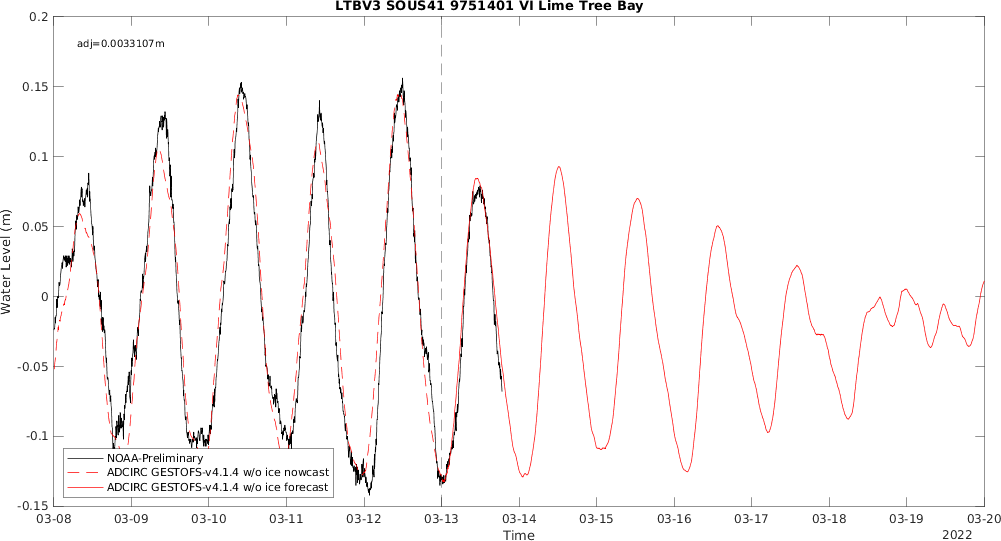 LTBV3 SOUS41 9751401 VI Lime Tree Bay
adj=0.0033107m
Water Level (m)
0.2
0.15
0.1
0.05
0
-0.05
-0.1
-0.15
NOAA-Preliminary
ADCIRC GESTOFS-v4.1.4 w/o ice nowcast
ADCIRC GESTOFS-v4.1.4 w/o ice forecast
03-08 03-09 03-10 03-11 03-12 03-13 03-14 03-15 03-16 03-17 03-18 03-19 03-20
Time
2022